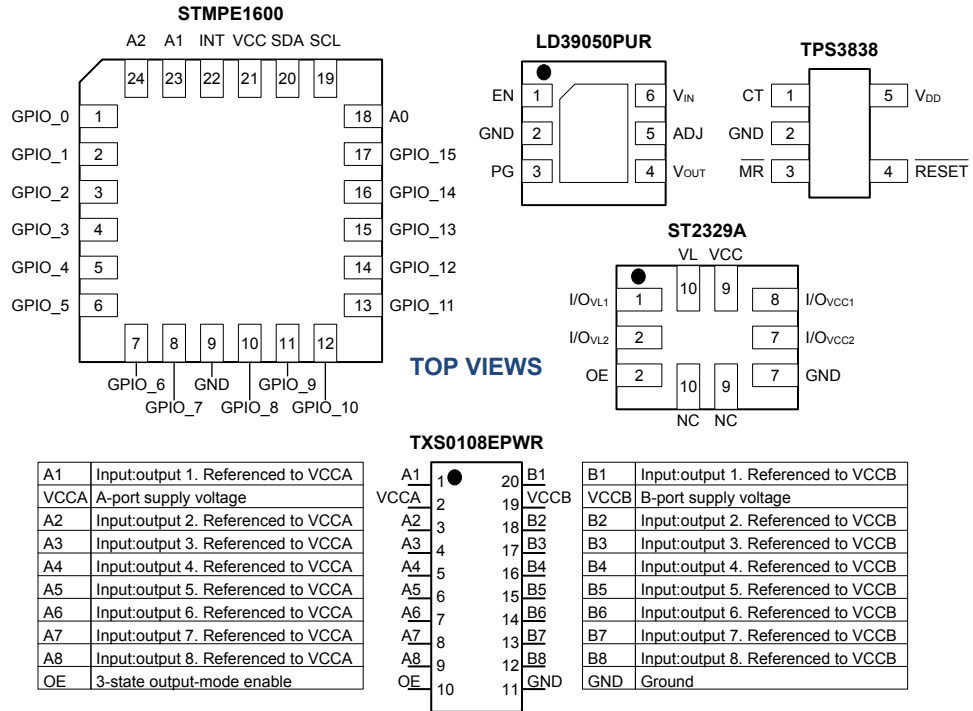 STMPE1600
A2 A1 INT VCC SDA SCL
24 23 22 21 20 19
GPIO_0 1 18 A0
GPIO_1 2 17 GPIO_15
GPIO_2 3 16 GPIO_14
GPIO_3 4 15 GPIO_13
GPIO_4 5 14 GPIO_12
GPIO_5 6 13 GPIO_11
7 8 9 10 11 12
GPIO_6 GND GPIO_9
GPIO_7 GPIO_8 GPIO_10
LD39050PUR
EN 1 6 VIN
GND 2 5 ADJ
PG 3 4 VOUT
TPS3838
CT 1 5 VDD
GND 2
MR 3 4 RESET
ST2329A
VL VCC
10 9
I/OVL1 1 8 I/OVCC1
I/OVL2 2 7 I/OVCC2
OE 2 7 GND
10 9
NC NC
TOP VIEWS
TXS0108EPWR
A1 Input:output 1. Referenced to VCCA
VCCA A-port supply voltage
A2 Input:output 2. Referenced to VCCA
A3 Input:output 3. Referenced to VCCA
A4 Input:output 4. Referenced to VCCA
A5 Input:output 5. Referenced to VCCA
A6 Input:output 6. Referenced to VCCA
A7 Input:output 7. Referenced to VCCA
A8 Input:output 8. Referenced to VCCA
OE 3-state output-mode enable
A1 1 20 B1
VCCA 2 19 VCCB
A2 3 18 B2
A3 4 17 B3
A4 5 16 B4
A5 6 15 B5
A6 7 14 B6
A7 8 13 B7
A8 9 12 B8
OE 10 11 GND
B1 Input:output 1. Referenced to VCCB
VCCB B-port supply voltage
B2 Input:output 2. Referenced to VCCB
B3 Input:output 3. Referenced to VCCB
B4 Input:output 4. Referenced to VCCB
B5 Input:output 5. Referenced to VCCB
B6 Input:output 6. Referenced to VCCB
B7 Input:output 7. Referenced to VCCB
B8 Input:output 8. Referenced to VCCB
GND Ground